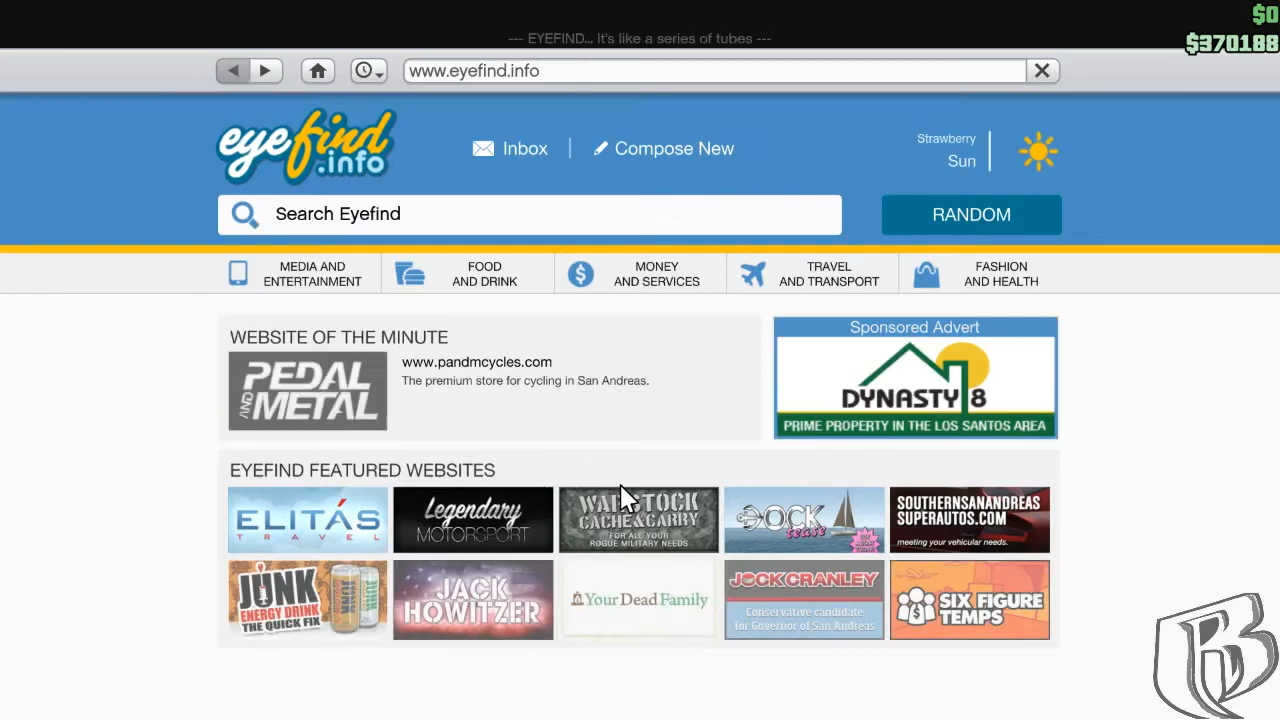 $0
--- EYEFIND... It's like a series of tubes ---
$370188
www.eyefind.info
eyefind
.info
Inbox
Compose New
Strawberry
Sun
Search Eyefind
RANDOM
MEDIA AND
ENTERTAINMENT
FOOD
AND DRINK
MONEY
AND SERVICES
TRAVEL
AND TRANSPORT
FASHION
AND HEALTH
WEBSITE OF THE MINUTE
PEDAL
AND METAL
www.pandmcycles.com
The premium store for cycling in San Andreas.
Sponsored Advert
DYNASTY 8
PRIME PROPERTY IN THE LOS SANTOS AREA
EYEFIND FEATURED WEBSITES
ELITÁS
TRAVEL
Legendary
MOTORSPORT
WARSTOCK
CACHE & CARRY
FOR ALL YOUR
ROGUE MILITARY NEEDS
DOCK
tease
SOUTHERNSANANDREAS
SUPERAUTOS.COM
meeting your vehicular needs.
JUNK
ENERGY DRINK
THE QUICK FIX
JACK
HOWITZER
Your Dead Family
JOCK CRANLEY
Conservative candidate
for Governor of San Andreas
SIX FIGURE
TEMPS